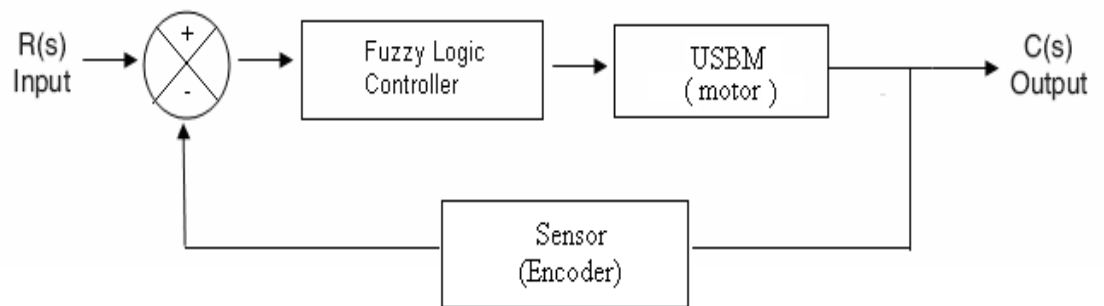 R(s)
Input
+
-
Fuzzy Logic
Controller
USBM
( motor )
C(s)
Output
Sensor
(Encoder)